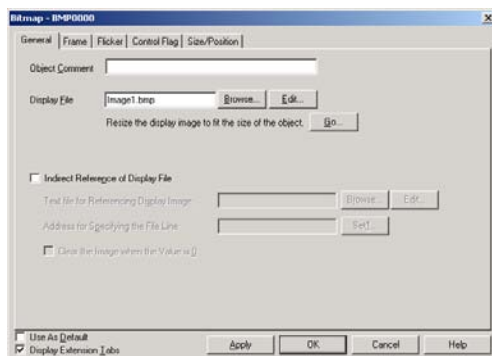 Bitmap - BMP0000
General Frame Flicker Control Flag Size/Position
Object Comment
Display File Image1.bmp Browse... Edit...
Resize the display image to fit the size of the object. Go...
Indirect Reference of Display File
Text file for Referencing Display Image Browse... Edit...
Address for Specifying the File Line Set1...
Clear the Image when the Value is 0
Use As Default
Display Extension Tabs
Apply OK Cancel Help